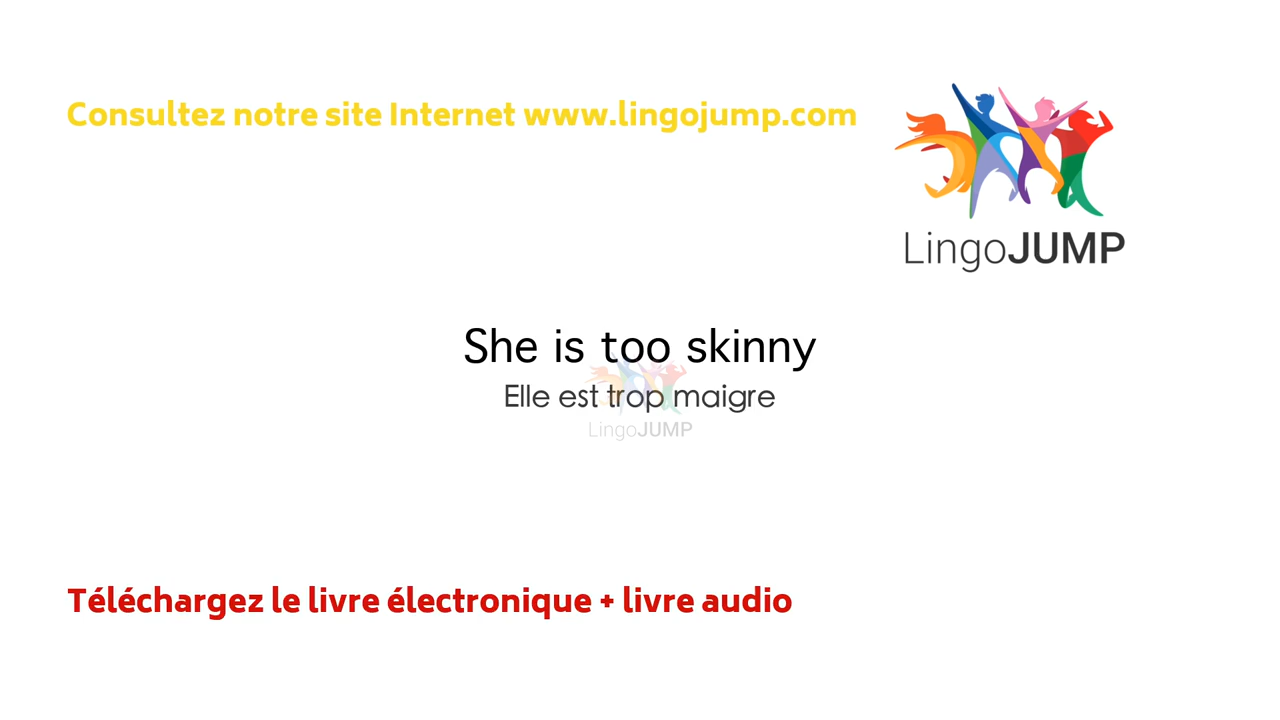 Consultez notre site Internet www.lingojump.com
LingoJUMP
She is too skinny
Elle est trop maigre
LingoJUMP
Téléchargez le livre électronique + livre audio